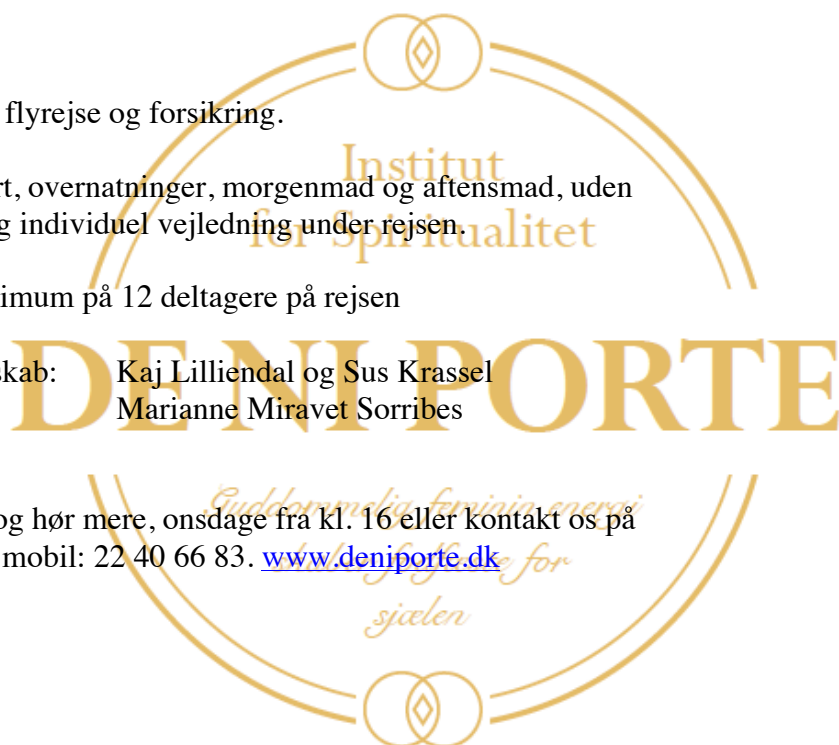 flyrejse og forsikring.
Institut
rt, overnatninger, morgenmad og aftensmad, uden
g individuel vejledning under rejsen.
for Spiritualitet
imum på 12 deltagere på rejsen
DE NI PORTE
skab: Kaj Lilliendal og Sus Krassel
Marianne Miravet Sorribes
Guddommelig feminin energi
og hør mere, onsdage fra kl. 16 eller kontakt os på
mobil: 22 40 66 83. www.deniporte.dk
for
sjælen